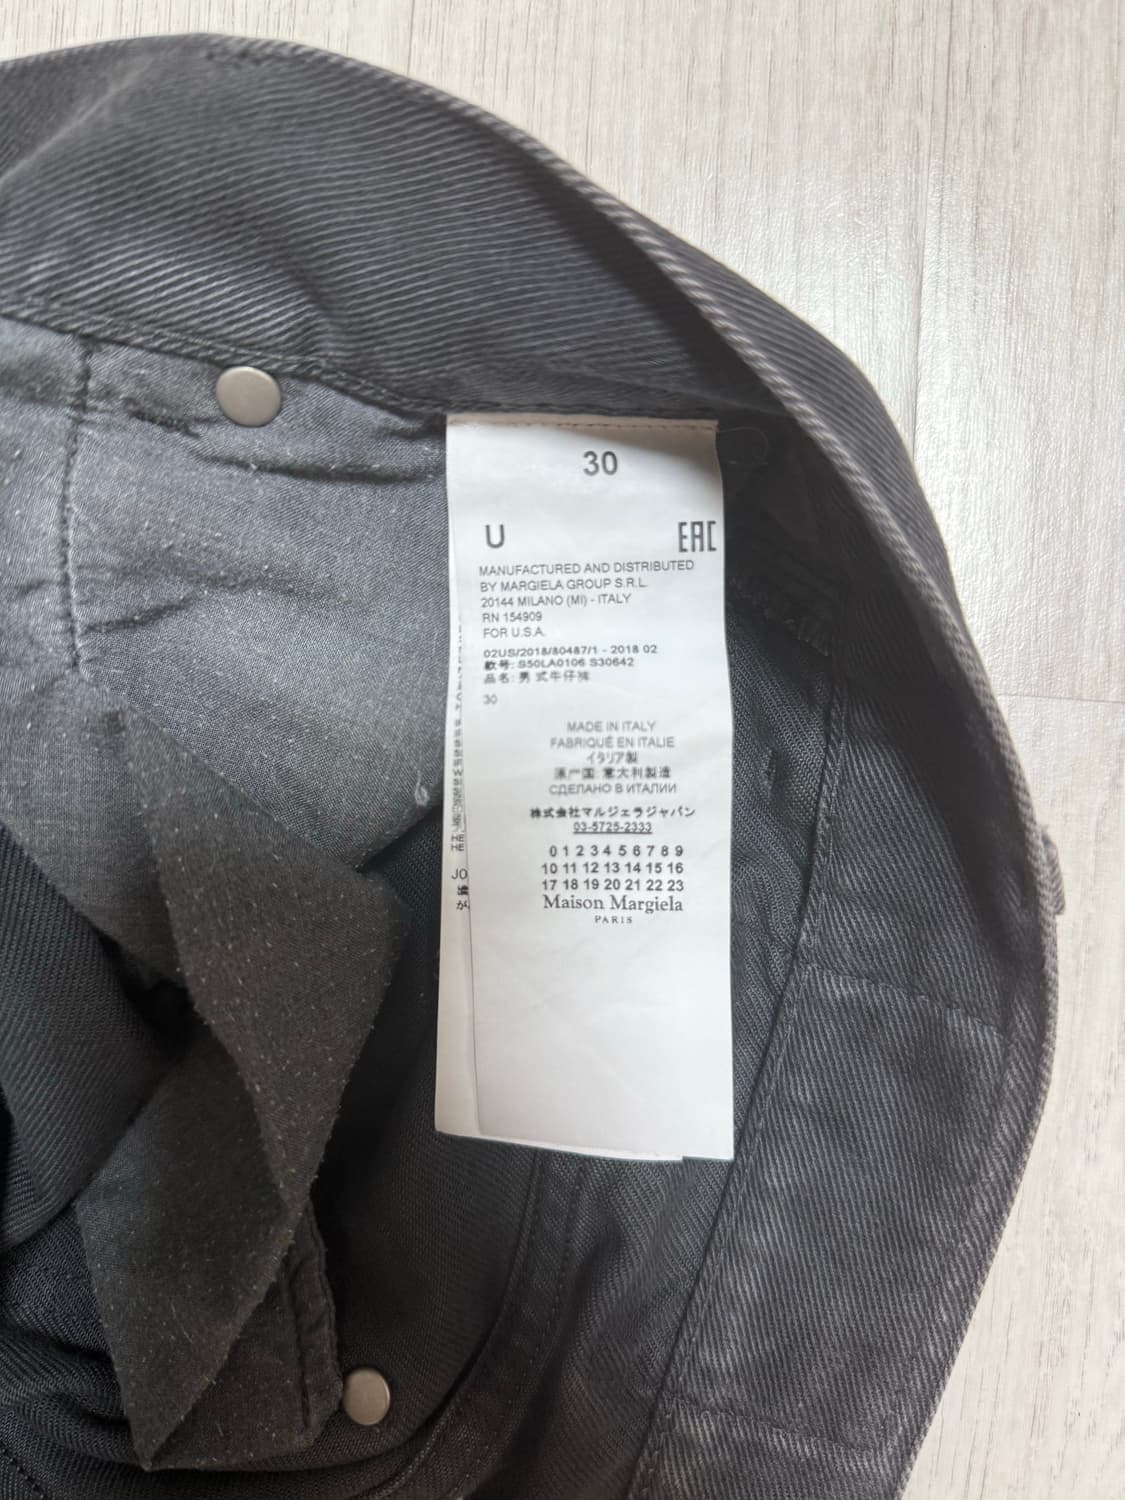 30
U
EAC
MANUFACTURED AND DISTRIBUTED
BY MARGIELA GROUP S.R.L.
20144 MILANO (MI) - ITALY
RN 154909
FOR U.S.A.
02US/2018/80487/1 - 2018 02
款号: S50LA0106 S30642
品名: 男 式牛仔裤
30
MADE IN ITALY
FABRIQUÉ EN ITALIE
イタリア製
原产国: 意大利製造
СДЕЛАНО В ИТАЛИИ
株式会社マルジェラジャパン
03-5725-2333
0 1 2 3 4 5 6 7 8 9
10 11 12 13 14 15 16
17 18 19 20 21 22 23
Maison Margiela
PARIS
JO
が